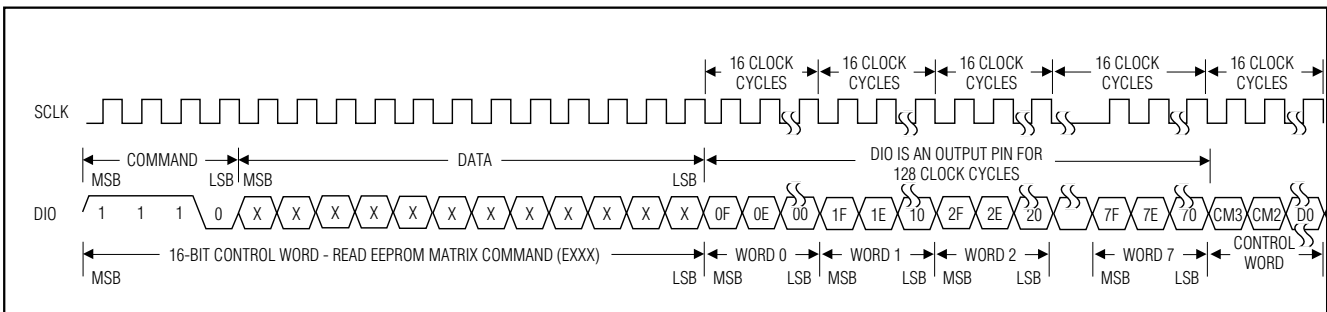 16 CLOCK CYCLES 16 CLOCK CYCLES 16 CLOCK CYCLES 16 CLOCK CYCLES 16 CLOCK CYCLES
SCLK
COMMAND DATA DIO IS AN OUTPUT PIN FOR 128 CLOCK CYCLES
MSB LSB MSB LSB
DIO 1 1 1 0 X X X X X X X X X X X X 0F 0E 00 1F 1E 10 2F 2E 20 7F 7E 70 CM3 CM2 D0
16-BIT CONTROL WORD - READ EEPROM MATRIX COMMAND (EXXX) WORD 0 WORD 1 WORD 2 WORD 7 CONTROL WORD
MSB LSB MSB LSB MSB LSB MSB LSB MSB LSB